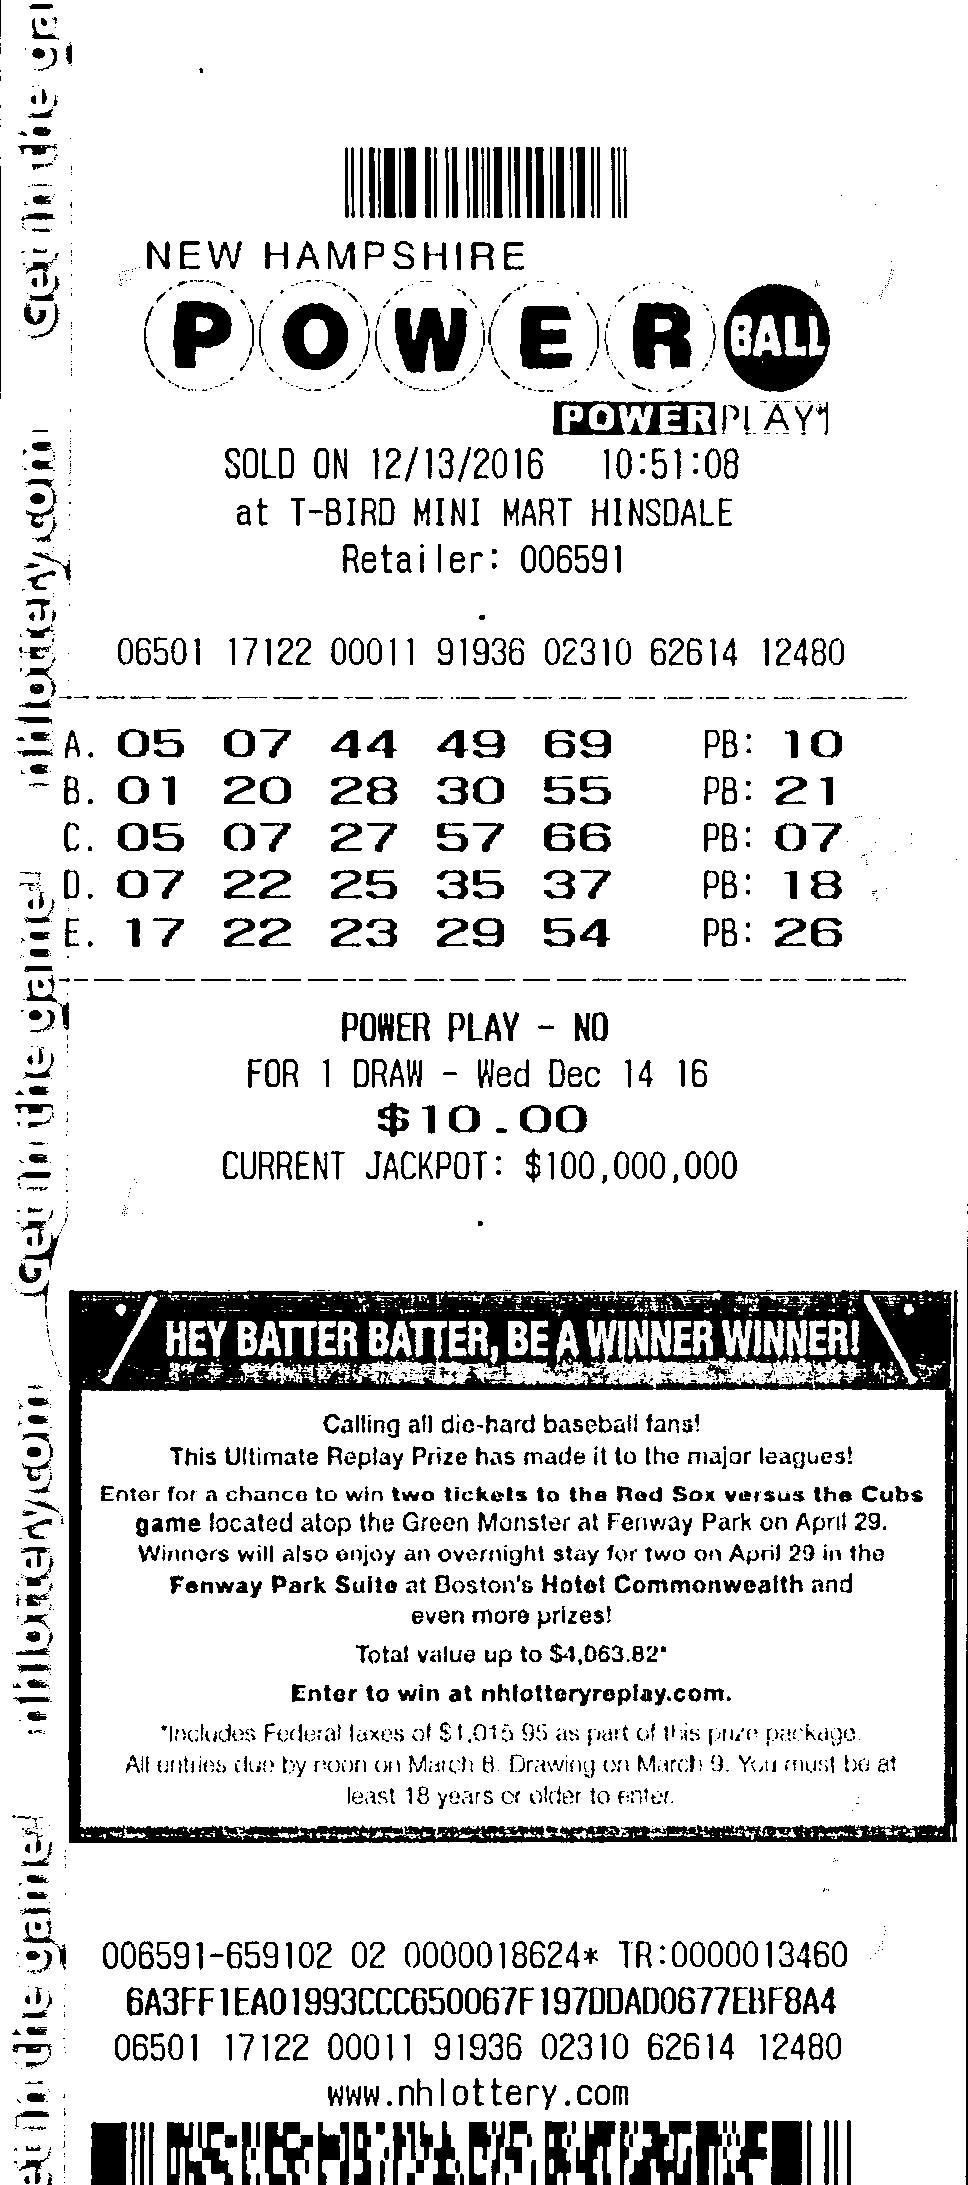 NEW HAMPSHIRE
POWERBALL
POWERPLAY
SOLD ON 12/13/2016 10:51:08
at T-BIRD MINI MART HINSDALE
Retailer: 006591
06501 17122 00011 91936 02310 62614 12480
A. 05 07 44 49 69 PB: 10
B. 01 20 28 30 55 PB: 21
C. 05 07 27 57 66 PB: 07
D. 07 22 25 35 37 PB: 18
E. 17 22 23 29 54 PB: 26
POWER PLAY - NO
FOR 1 DRAW - Wed Dec 14 16
$10.00
CURRENT JACKPOT: $100,000,000
HEY BATTER BATTER, BE A WINNER WINNER!
Calling all die-hard baseball fans!
This Ultimate Replay Prize has made it to the major leagues!
Enter for a chance to win two tickets to the Red Sox versus the Cubs
game located atop the Green Monster at Fenway Park on April 29.
Winners will also enjoy an overnight stay for two on April 29 in the
Fenway Park Suite at Boston's Hotel Commonwealth and
even more prizes!
Total value up to $4,063.82*
Enter to win at nhlotteryreplay.com.
*Includes Federal taxes of $1,015.95 as part of this prize package.
All entries due by noon on March 8. Drawing on March 9. You must be at
least 18 years or older to enter.
006591-659102 02 0000018624* TR:0000013460
6A3FF1EA01993CCC650067F197DDAD0677EBF8A4
06501 17122 00011 91936 02310 62614 12480
www.nhlottery.com
Get in the game!
nhlottery.com
Get in the game!
nhlottery.com